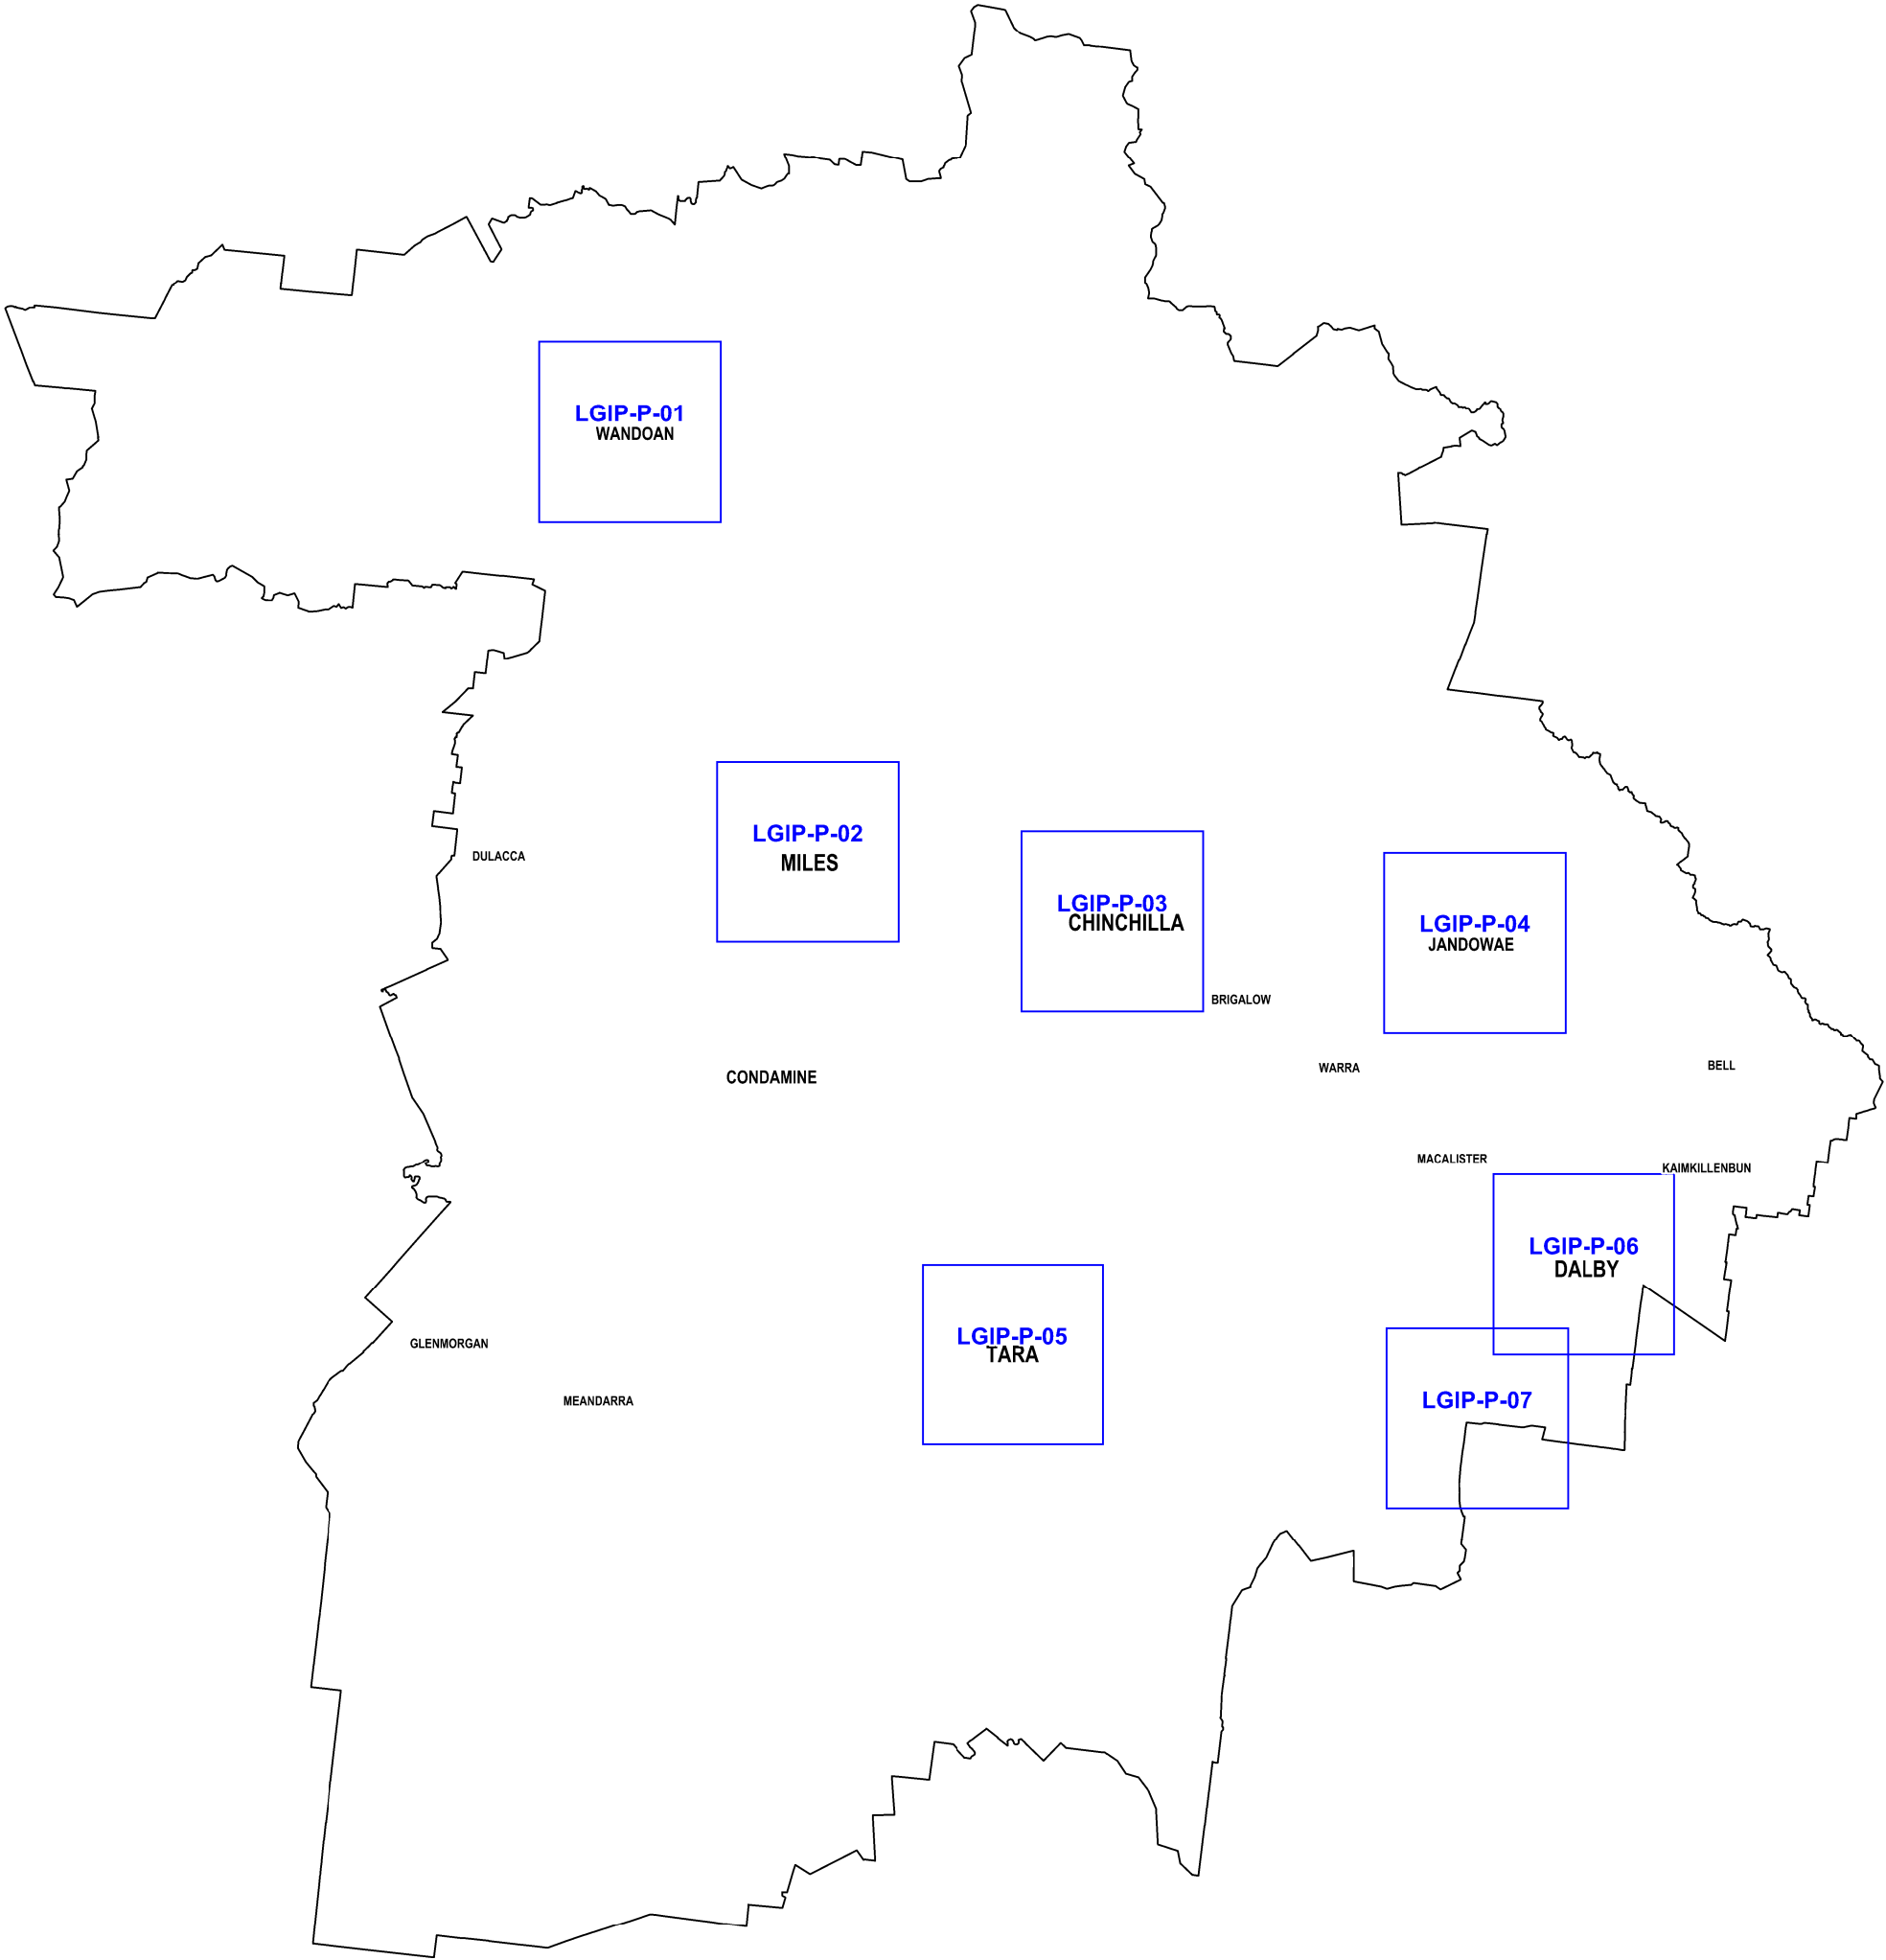 LGIP-P-01
WANDOAN
LGIP-P-02
MILES
DULACCA
LGIP-P-03
CHINCHILLA
LGIP-P-04
JANDOWAE
BRIGALOW
CONDAMINE
WARRA
BELL
MACALISTER
KAIMKILLENBUN
LGIP-P-06
DALBY
LGIP-P-05
TARA
GLENMORGAN
MEANDARRA
LGIP-P-07